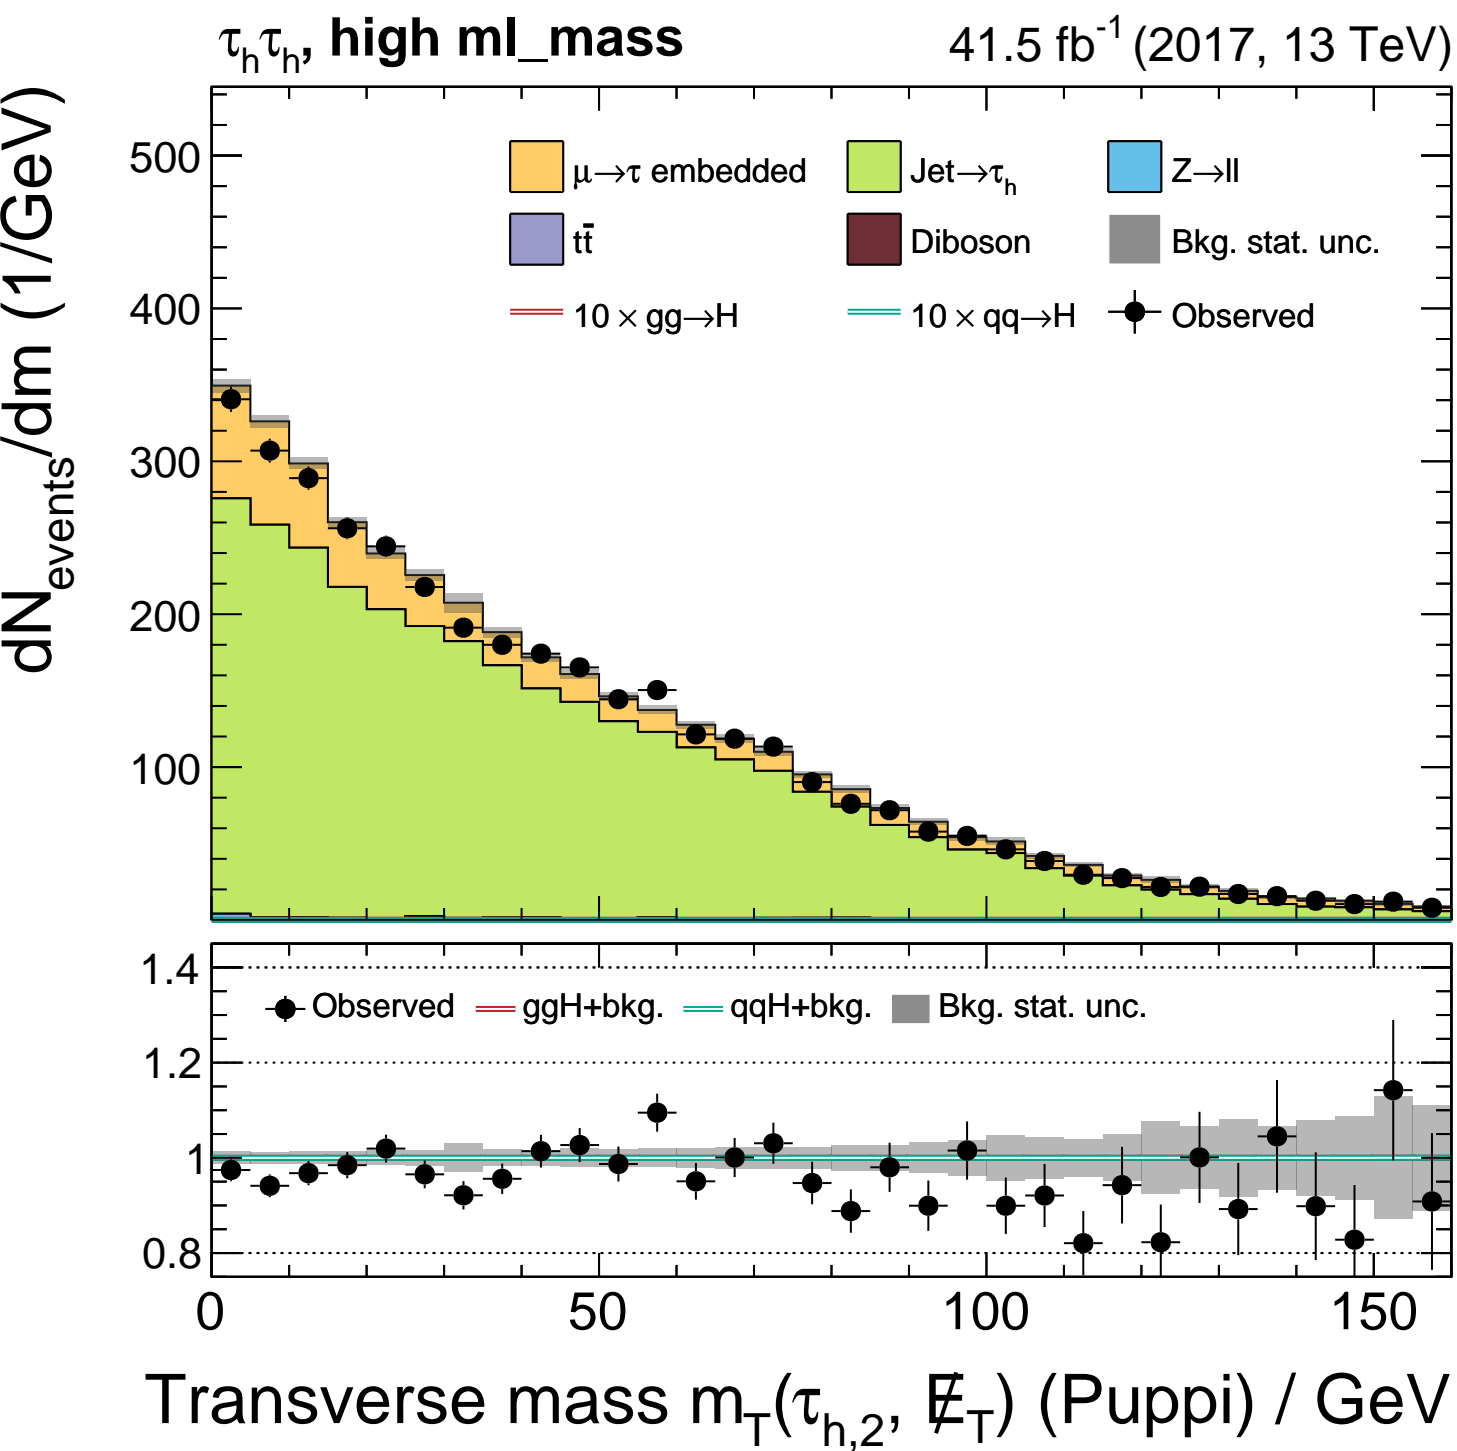 τhτh, high ml_mass 41.5 fb-1 (2017, 13 TeV)
dNevents/dm (1/GeV)
500
400
300
200
100
μ→τ embedded Jet→τh Z→ll
tt̄ Diboson Bkg. stat. unc.
10 × gg→H 10 × qq→H Observed
1.4
1.2
1
0.8
Observed ggH+bkg. qqH+bkg. Bkg. stat. unc.
0 50 100 150
Transverse mass mT(τh,2, E̸T) (Puppi) / GeV